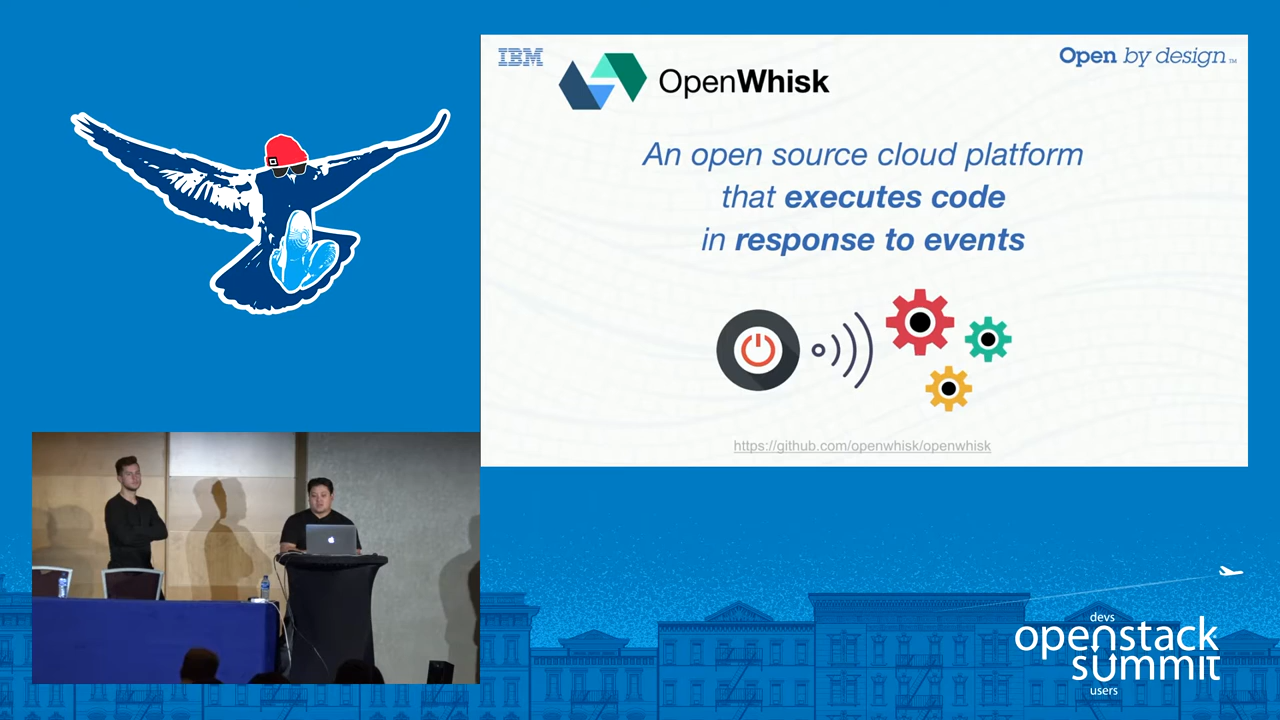 IBM
Open by design™
OpenWhisk
An open source cloud platform
that executes code
in response to events
https://github.com/openwhisk/openwhisk
devs
openstack
summit
users